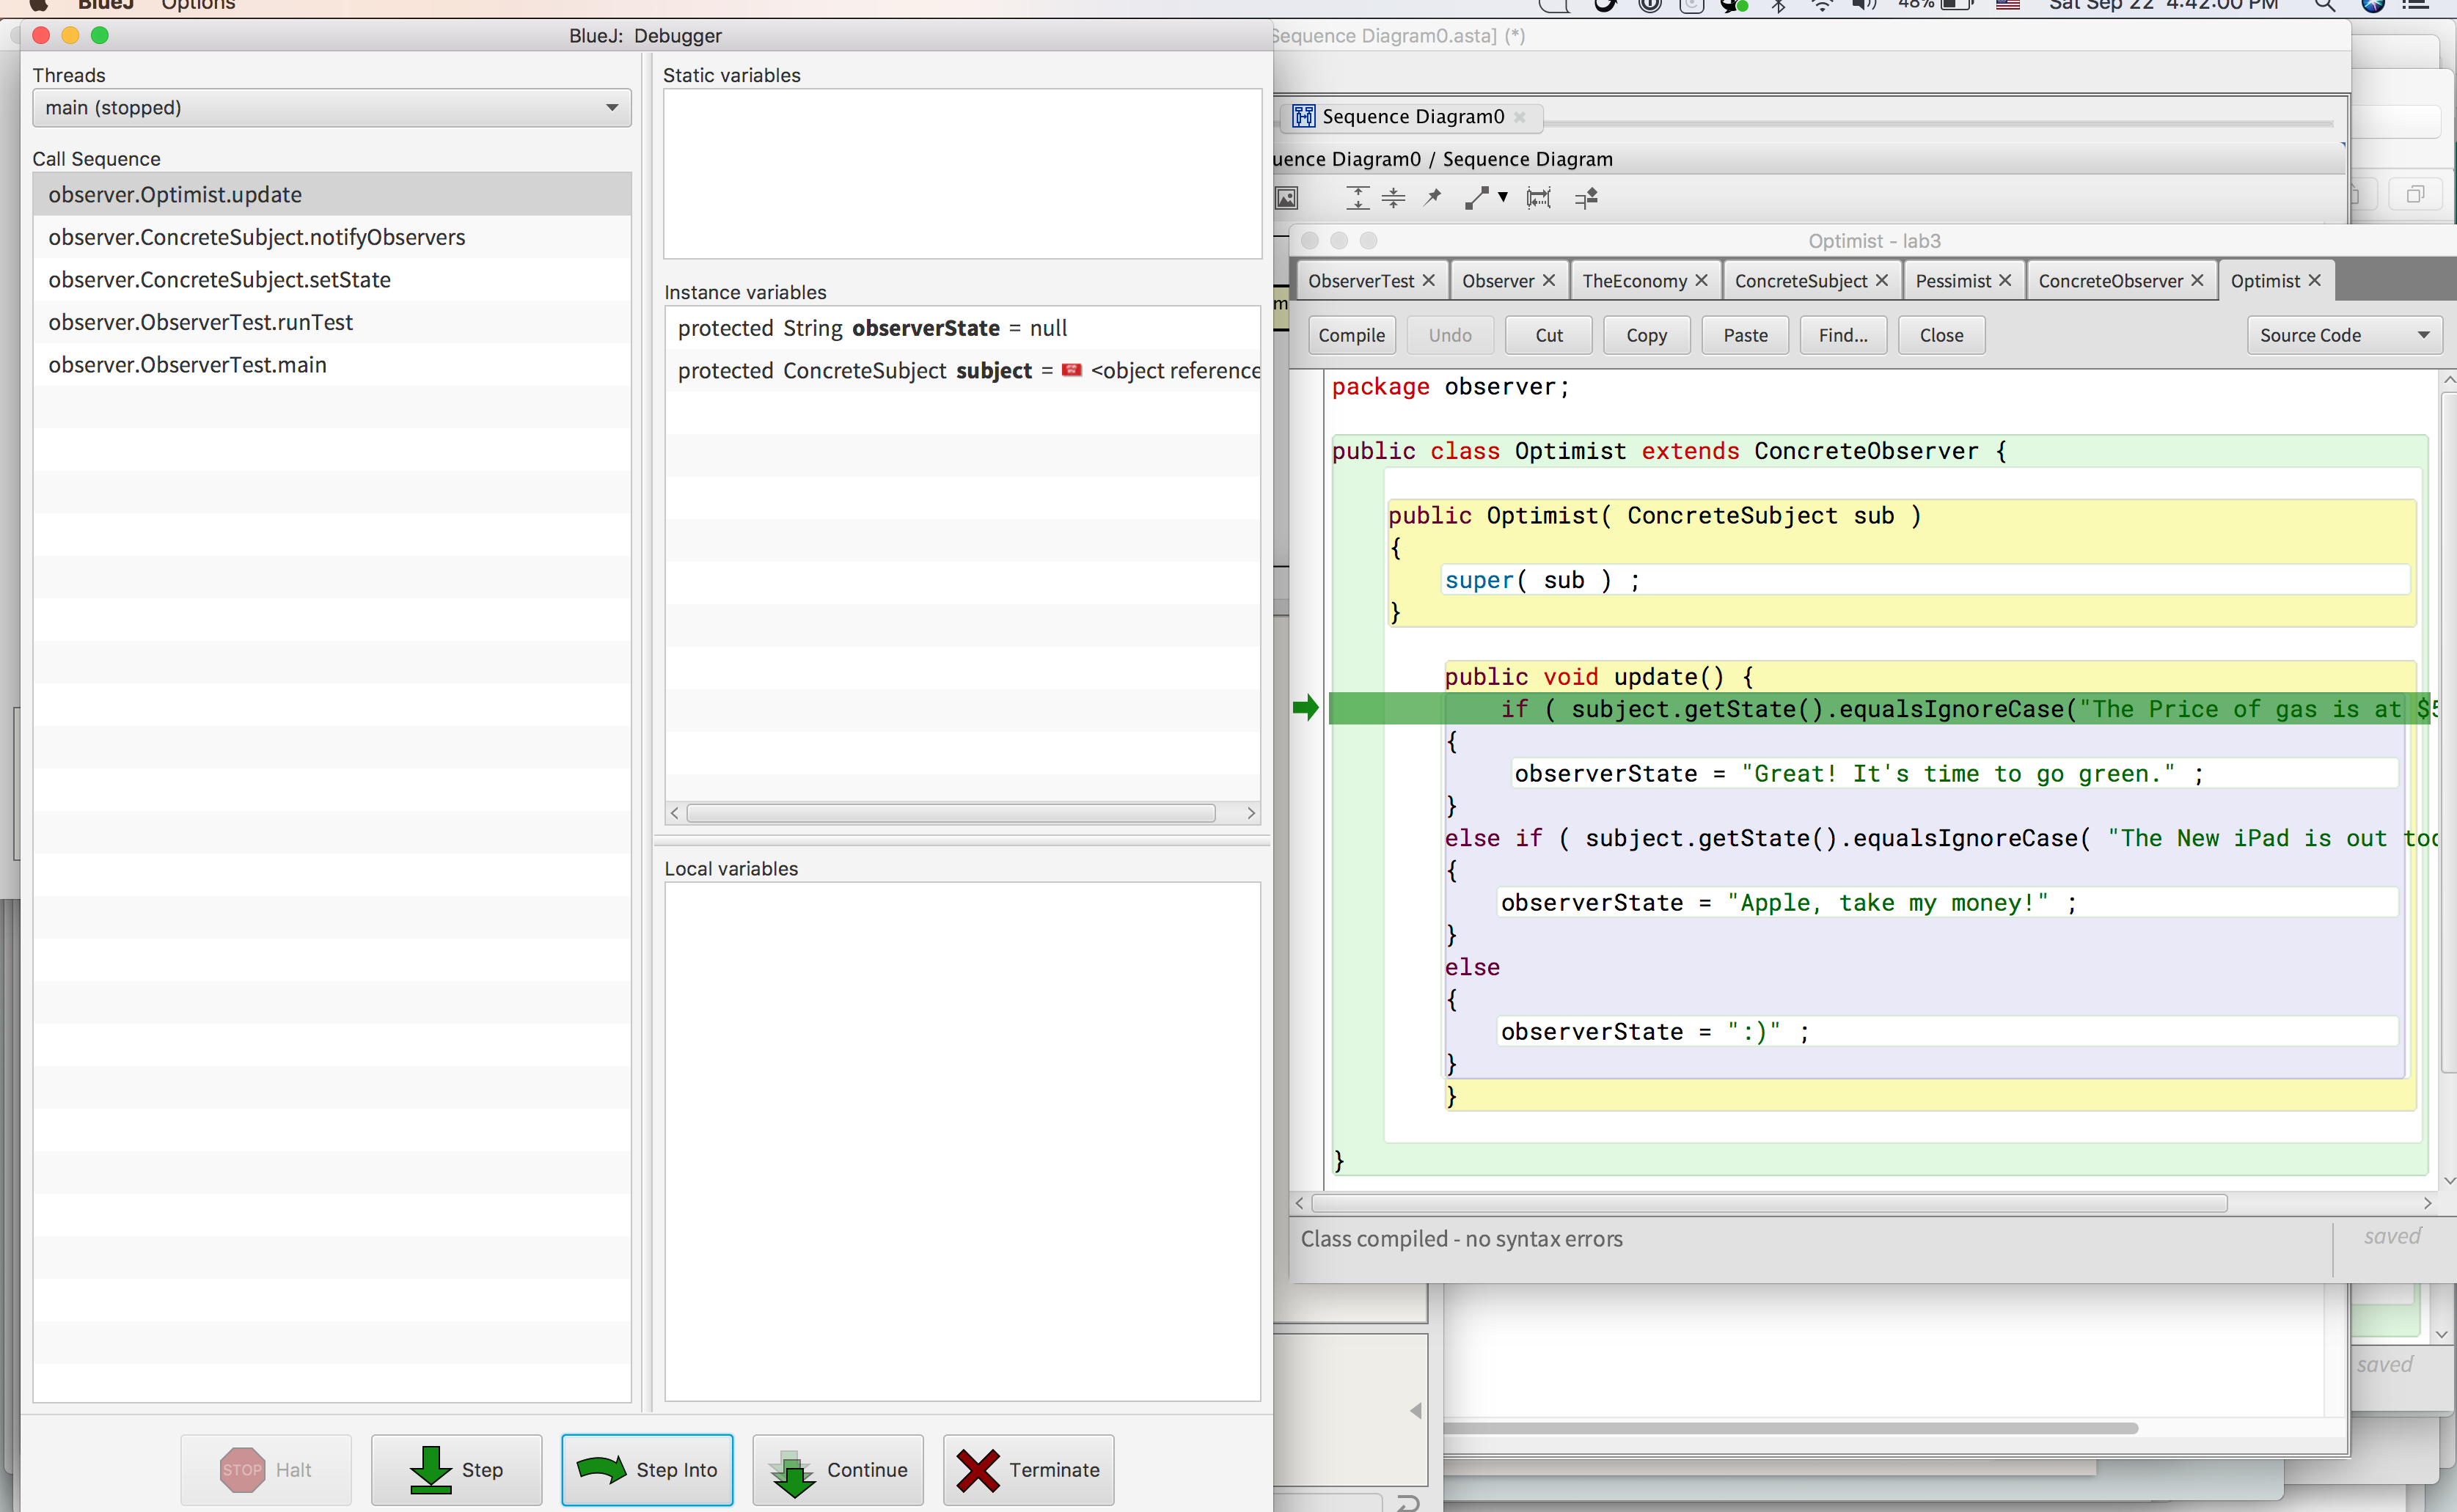 BlueJ Options
48% Sat Sep 22 4:42:00 PM
BlueJ: Debugger
Sequence Diagram0.asta] (*)
Threads
main (stopped)
Call Sequence
observer.Optimist.update
observer.ConcreteSubject.notifyObservers
observer.ConcreteSubject.setState
observer.ObserverTest.runTest
observer.ObserverTest.main
Static variables
Instance variables
protected String observerState = null
protected ConcreteSubject subject = <object reference
Local variables
STOP Halt
Step
Step Into
Continue
Terminate
Sequence Diagram0
uence Diagram0 / Sequence Diagram
Optimist - lab3
ObserverTest Observer TheEconomy ConcreteSubject Pessimist ConcreteObserver Optimist
Compile Undo Cut Copy Paste Find... Close Source Code
package observer;
public class Optimist extends ConcreteObserver {
public Optimist( ConcreteSubject sub )
{
super( sub ) ;
}
public void update() {
if ( subject.getState().equalsIgnoreCase("The Price of gas is at $5
{
observerState = "Great! It's time to go green." ;
}
else if ( subject.getState().equalsIgnoreCase( "The New iPad is out too
{
observerState = "Apple, take my money!" ;
}
else
{
observerState = ":)" ;
}
}
}
Class compiled - no syntax errors
saved
saved